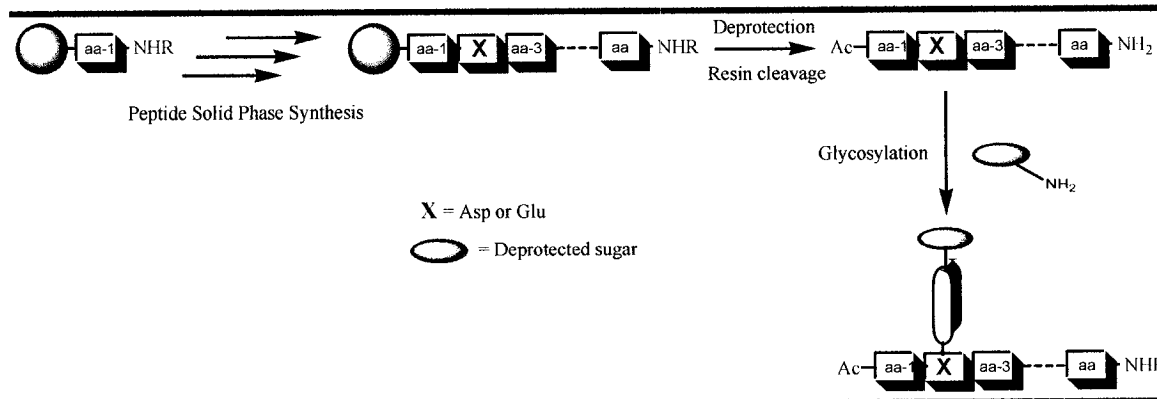 aa-1 NHR
Peptide Solid Phase Synthesis
aa-1 X aa-3 aa NHR
Deprotection
Resin cleavage
Ac aa-1 X aa-3 aa NH2
Glycosylation
NH2
X = Asp or Glu
= Deprotected sugar
Ac aa-1 X aa-3 aa